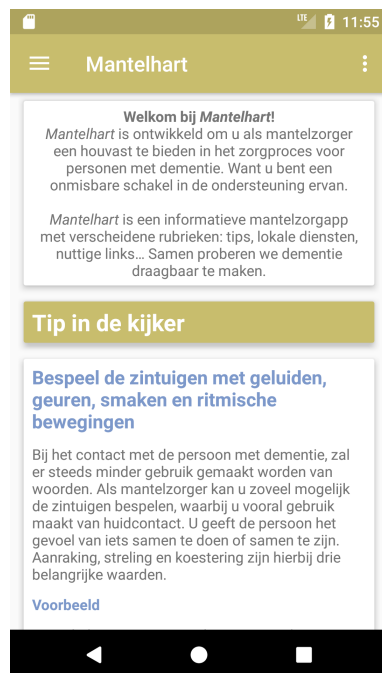 LTE 11:55
Mantelhart
Welkom bij Mantelhart!
Mantelhart is ontwikkeld om u als mantelzorger
een houvast te bieden in het zorgproces voor
personen met dementie. Want u bent een
onmisbare schakel in de ondersteuning ervan.
Mantelhart is een informatieve mantelzorgapp
met verscheidene rubrieken: tips, lokale diensten,
nuttige links... Samen proberen we dementie
draagbaar te maken.
Tip in de kijker
Bespeel de zintuigen met geluiden,
geuren, smaken en ritmische
bewegingen
Bij het contact met de persoon met dementie, zal
er steeds minder gebruik gemaakt worden van
woorden. Als mantelzorger kan u zoveel mogelijk
de zintuigen bespelen, waarbij u vooral gebruik
maakt van huidcontact. U geeft de persoon het
gevoel van iets samen te doen of samen te zijn.
Aanraking, streling en koestering zijn hierbij drie
belangrijke waarden.
Voorbeeld